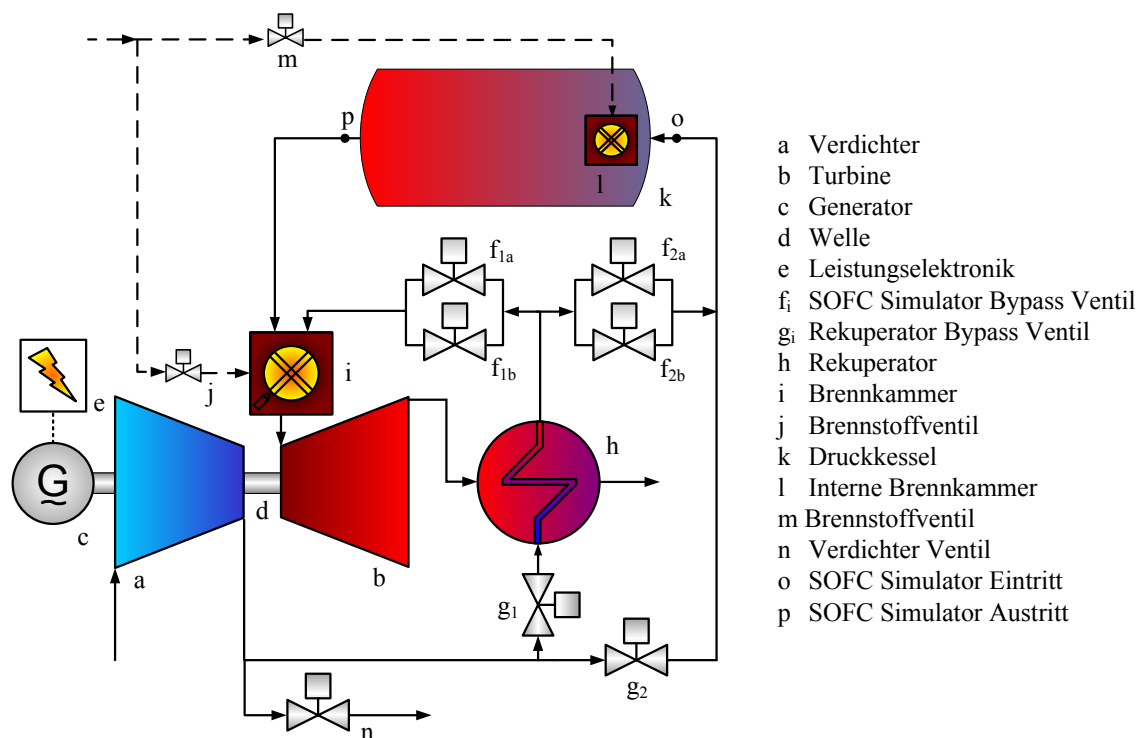 m
p
o
l
k
f1a
f2a
f1b
f2b
i
j
e
h
G
c
d
a
b
g1
g2
n
a Verdichter
b Turbine
c Generator
d Welle
e Leistungselektronik
fi SOFC Simulator Bypass Ventil
gi Rekuperator Bypass Ventil
h Rekuperator
i Brennkammer
j Brennstoffventil
k Druckkessel
l Interne Brennkammer
m Brennstoffventil
n Verdichter Ventil
o SOFC Simulator Eintritt
p SOFC Simulator Austritt